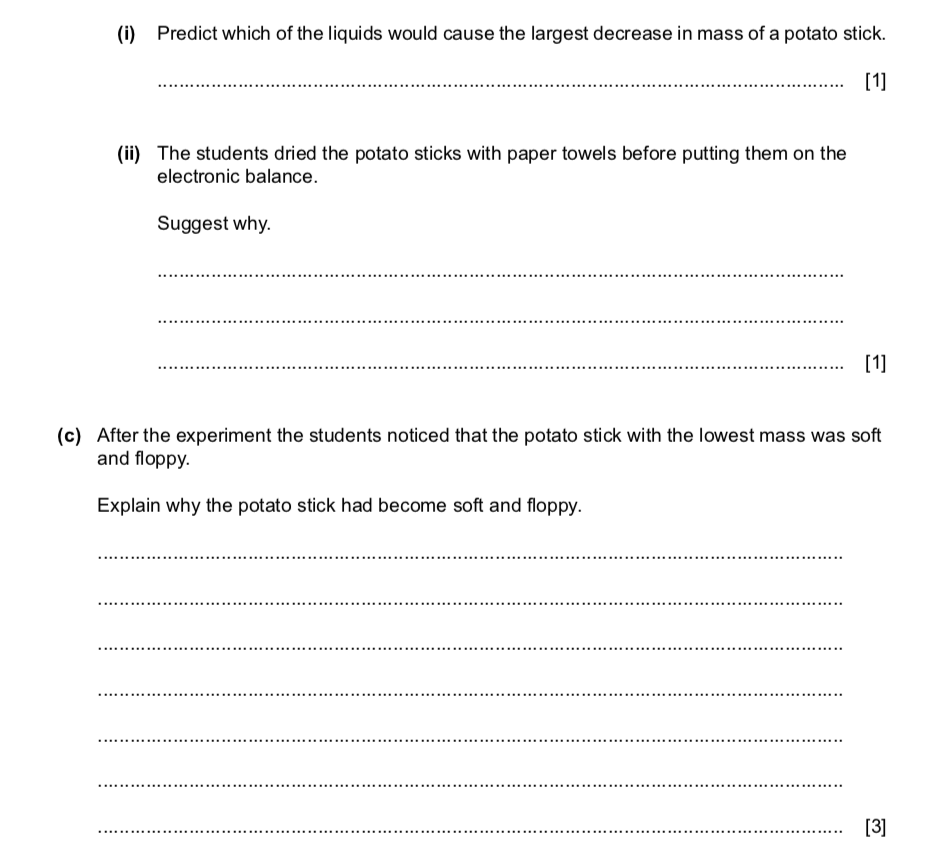 (i) Predict which of the liquids would cause the largest decrease in mass of a potato stick.
.................................................................................................................................. [1]
(ii) The students dried the potato sticks with paper towels before putting them on the
electronic balance.
Suggest why.
..................................................................................................................................
..................................................................................................................................
.................................................................................................................................. [1]
(c) After the experiment the students noticed that the potato stick with the lowest mass was soft
and floppy.
Explain why the potato stick had become soft and floppy.
..................................................................................................................................
..................................................................................................................................
..................................................................................................................................
..................................................................................................................................
..................................................................................................................................
..................................................................................................................................
.................................................................................................................................. [3]